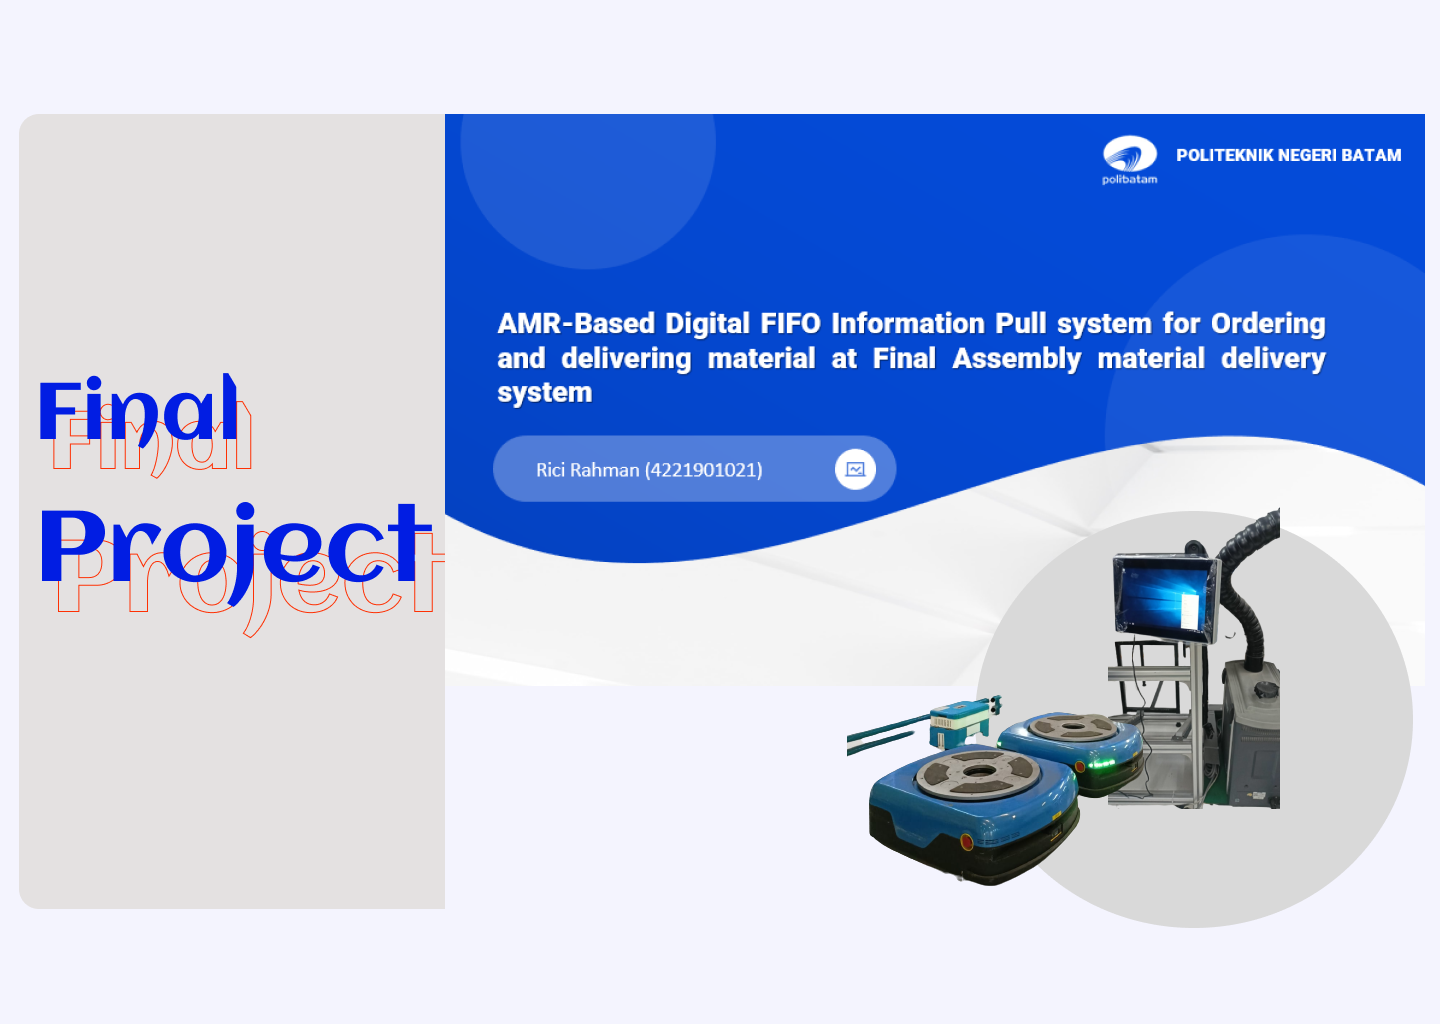 Final
Project
polibatam
POLITEKNIK NEGERI BATAM
AMR-Based Digital FIFO Information Pull system for Ordering
and delivering material at Final Assembly material delivery
system
Rici Rahman (4221901021)